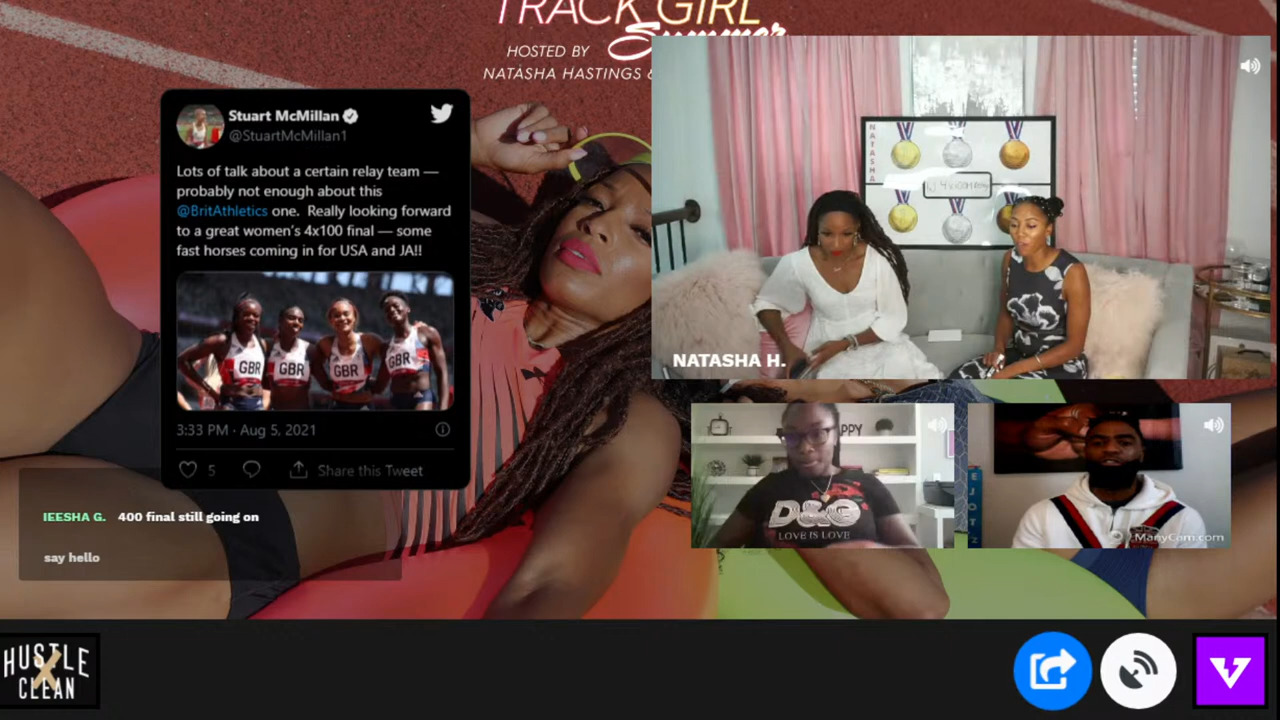 TRACK GIRL
Summer
HOSTED BY
NATASHA HASTINGS &
Stuart McMillan
@StuartMcMillan1
Lots of talk about a certain relay team —
probably not enough about this
@BritAthletics one. Really looking forward
to a great women's 4x100 final — some
fast horses coming in for USA and JA!!
GBR
GBR
GBR
GBR
3:33 PM · Aug 5, 2021
5
Share this Tweet
IEESHA G. 400 final still going on
say hello
NATASHA
4x100M
NATASHA H.
PPY
D&G
LOVE IS LOVE
ManyCam.com
HUSTLE
CLEAN